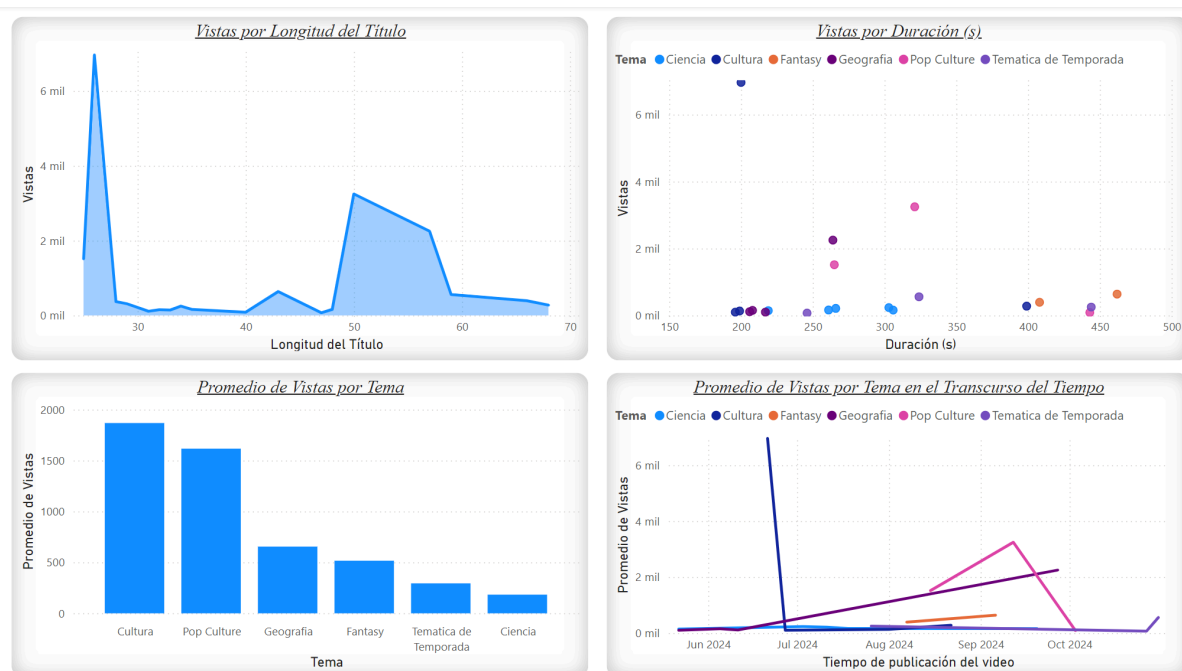 Vistas por Longitud del Título
Vistas
6 mil
4 mil
2 mil
0 mil
30
40
50
60
70
Longitud del Título
Vistas por Duración (s)
Tema Ciencia Cultura Fantasy Geografia Pop Culture Tematica de Temporada
Vistas
6 mil
4 mil
2 mil
0 mil
150
200
250
300
350
400
450
500
Duración (s)
Promedio de Vistas por Tema
Promedio de Vistas
2000
1500
1000
500
0
Cultura
Pop Culture
Geografia
Fantasy
Tematica de
Temporada
Ciencia
Tema
Promedio de Vistas por Tema en el Transcurso del Tiempo
Tema Ciencia Cultura Fantasy Geografia Pop Culture Tematica de Temporada
Promedio de Vistas
6 mil
4 mil
2 mil
0 mil
Jun 2024
Jul 2024
Aug 2024
Sep 2024
Oct 2024
Tiempo de publicación del video